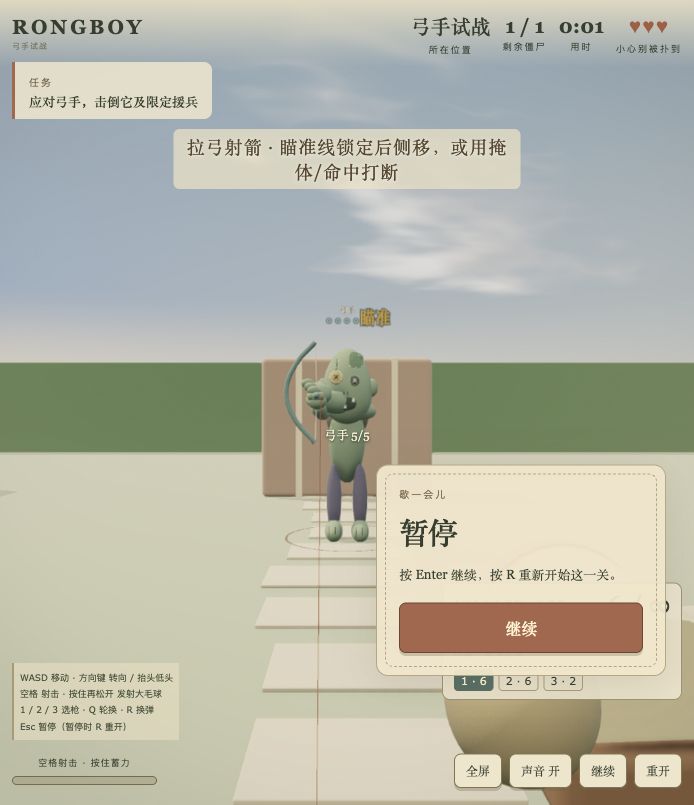 RONGBOY
弓手试战
弓手试战 1 / 1 0:01 ♥♥♥
所在位置 剩余僵尸 用时 小心别被扑到
任务
应对弓手，击倒它及限定援兵
拉弓射箭 · 瞄准线锁定后侧移，或用掩
体/命中打断
弓手
瞄准
弓手 5/5
歇一会儿
暂停
按 Enter 继续，按 R 重新开始这一关。
继续
1 · 6 2 · 6 3 · 2
WASD 移动 · 方向键 转向 / 抬头低头
空格 射击 · 按住再松开 发射大毛球
1 / 2 / 3 选枪 · Q 轮换 · R 换弹
Esc 暂停（暂停时 R 重开）
空格射击 · 按住蓄力
全屏 声音 开 继续 重开